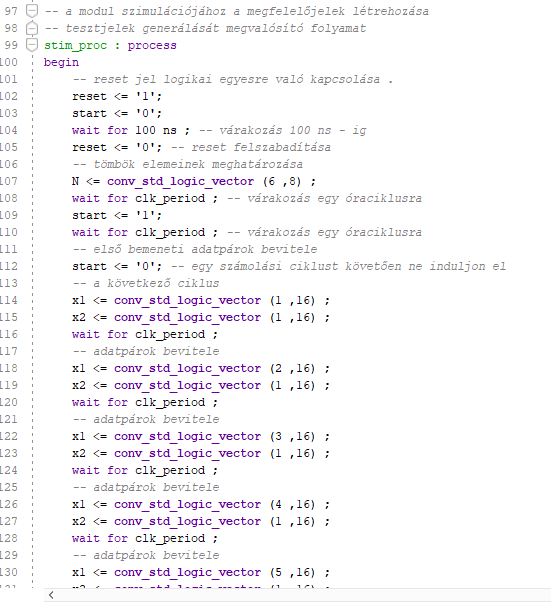 97 -- a modul szimulációjához a megfelelőjelek létrehozása
98 -- tesztjelek generálását megvalósító folyamat
99 stim_proc : process
100 begin
101 -- reset jel logikai egyesre való kapcsolása .
102 reset <= '1';
103 start <= '0';
104 wait for 100 ns ; -- várakozás 100 ns - ig
105 reset <= '0'; -- reset felszabadítása
106 -- tömbök elemeinek meghatározása
107 N <= conv_std_logic_vector (6 ,8) ;
108 wait for clk_period ; -- várakozás egy óraciklusra
109 start <= '1';
110 wait for clk_period ; -- várakozás egy óraciklusra
111 -- első bemeneti adatpárok bevitele
112 start <= '0'; -- egy számolási ciklust követően ne induljon el
113 -- a következő ciklus
114 x1 <= conv_std_logic_vector (1 ,16) ;
115 x2 <= conv_std_logic_vector (1 ,16) ;
116 wait for clk_period ;
117 -- adatpárok bevitele
118 x1 <= conv_std_logic_vector (2 ,16) ;
119 x2 <= conv_std_logic_vector (1 ,16) ;
120 wait for clk_period ;
121 -- adatpárok bevitele
122 x1 <= conv_std_logic_vector (3 ,16) ;
123 x2 <= conv_std_logic_vector (1 ,16) ;
124 wait for clk_period ;
125 -- adatpárok bevitele
126 x1 <= conv_std_logic_vector (4 ,16) ;
127 x2 <= conv_std_logic_vector (1 ,16) ;
128 wait for clk_period ;
129 -- adatpárok bevitele
130 x1 <= conv_std_logic_vector (5 ,16) ;